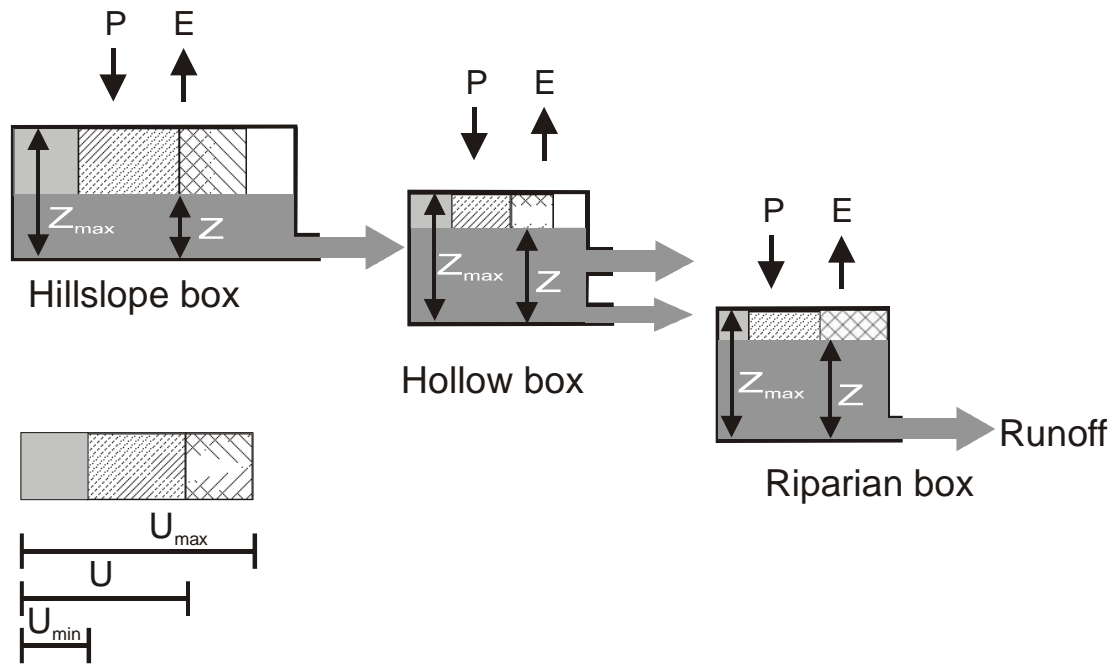 P E
Z max
Z
Hillslope box
P E
Z max
Z
Hollow box
P E
Z max
Z
Riparian box
Runoff
U max
U
U min